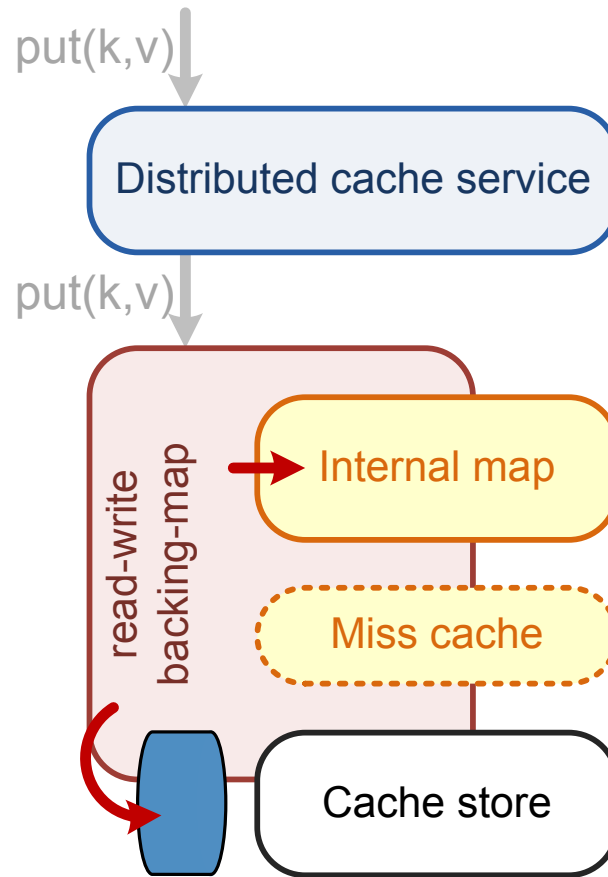 put(k,v)
Distributed cache service
put(k,v)
read-write
backing-map
Internal map
Miss cache
Cache store